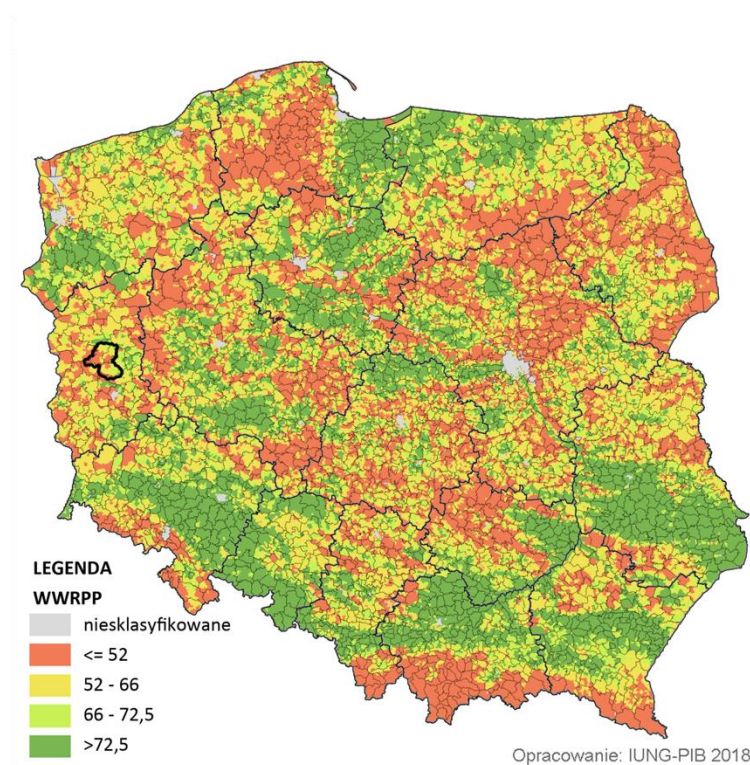 LEGENDA
WWRPP
niesklasyfikowane
<= 52
52 - 66
66 - 72,5
>72,5
Opracowanie: IUNG-PIB 2018